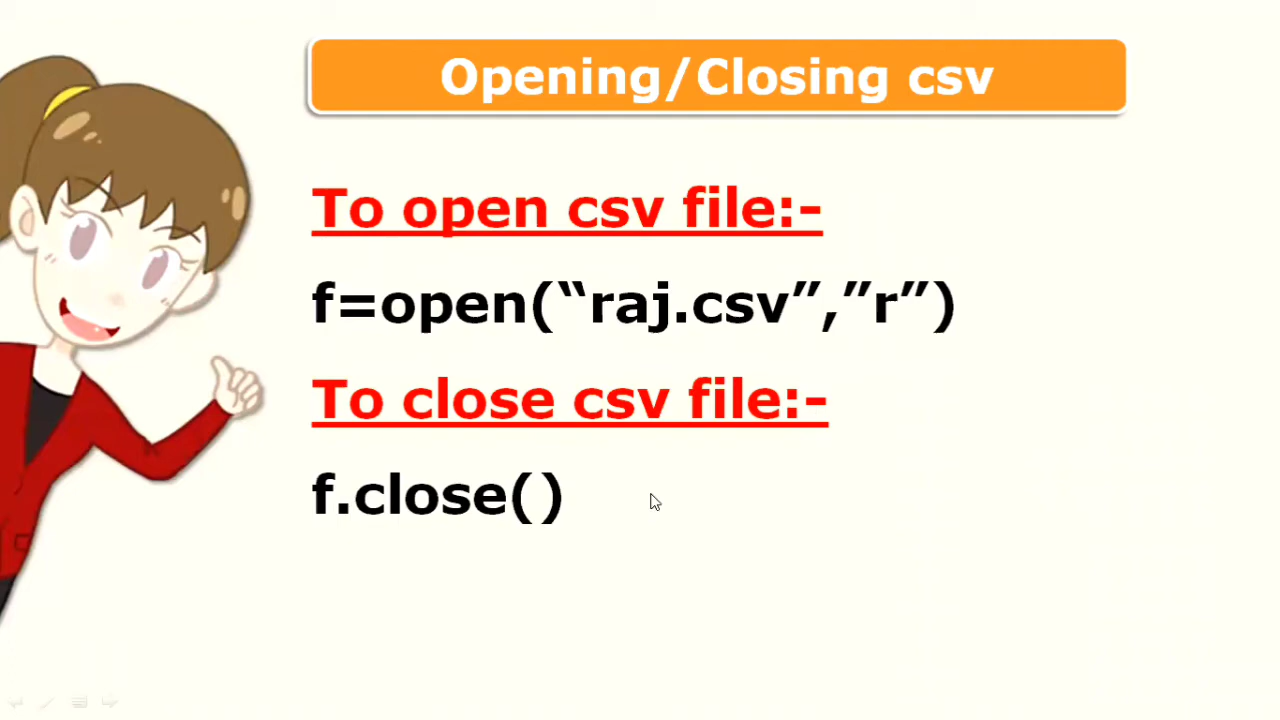 Opening/Closing csv
To open csv file:-
f=open(“raj.csv”,”r”)
To close csv file:-
f.close()